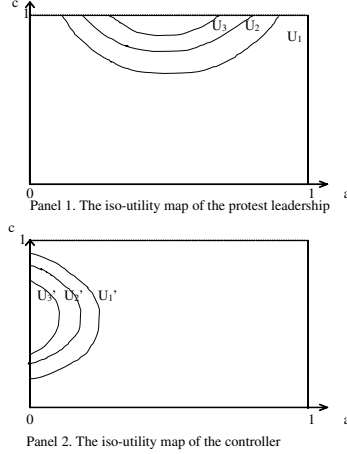 c
1
U₃ U₂
U₁
0 1 a
Panel 1. The iso-utility map of the protest leadership
c
1
U₃’ U₂’ U₁’
0 1 a
Panel 2. The iso-utility map of the controller